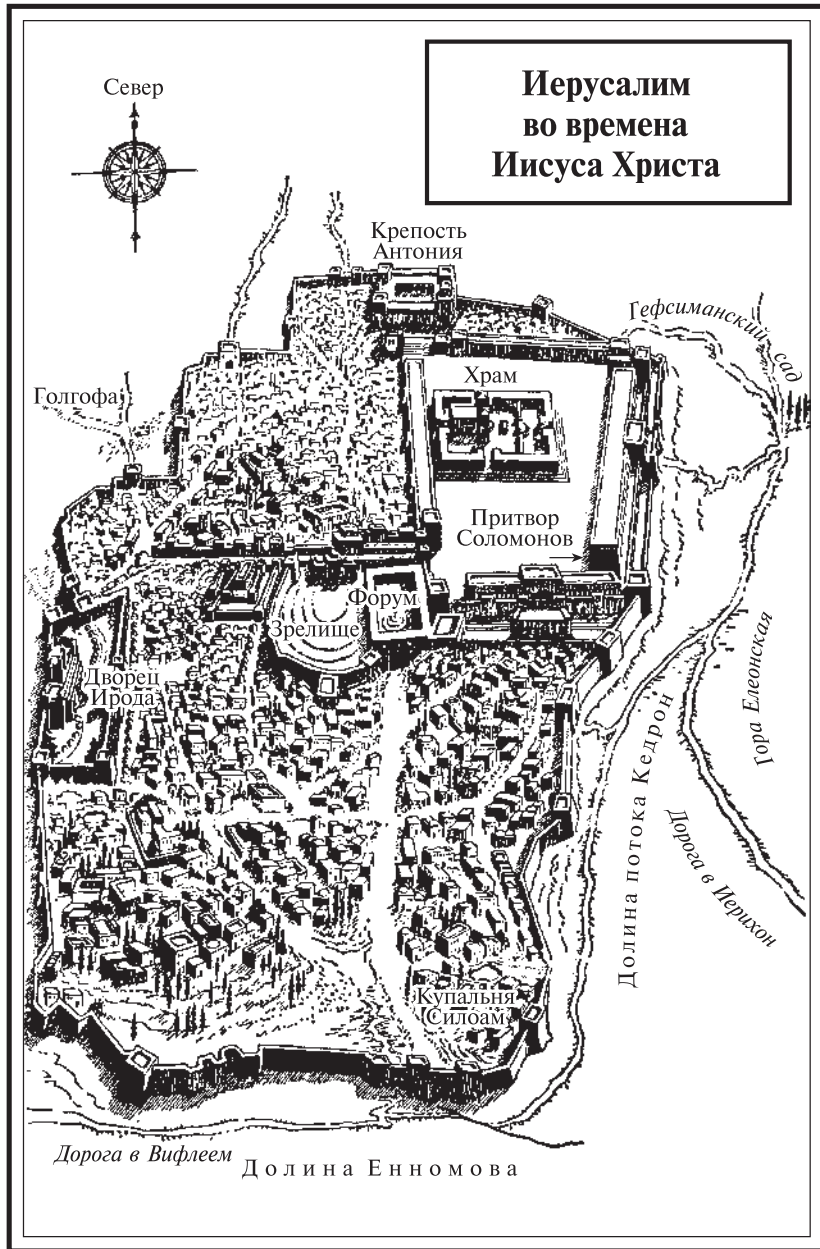 Иерусалим
во времена
Иисуса Христа
Север
Крепость
Антония
Гефсиманский сад
Голгофа
Храм
Притвор
Соломонов
Форум
Зрелище
Дворец
Ирода
Гора Елеонская
Долина потока Кедрон
Дорога в Иерихон
Купальня
Силоам
Дорога в Вифлеем
Долина Енномова